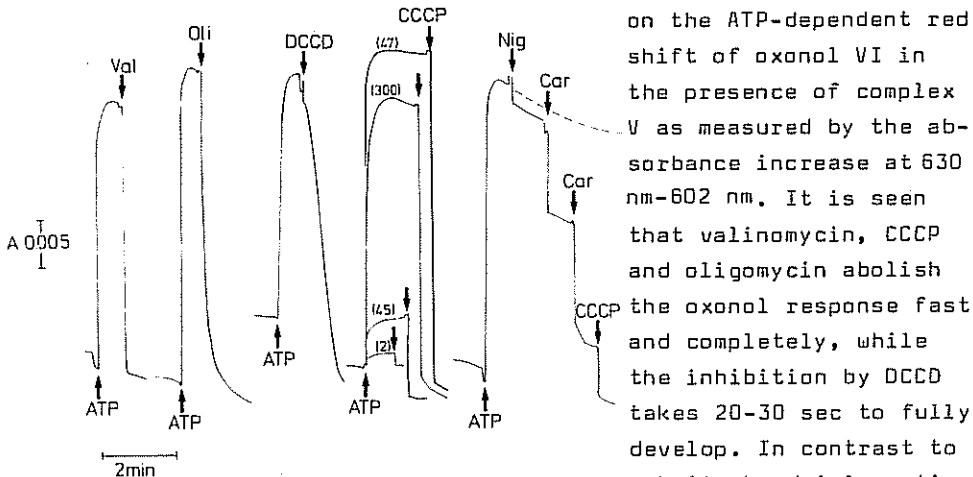 Val
Oli
DCCD
CCCP
(47)
(300)
(45)
(2)
Nig
Car
Car
CCCP
A 0005
ATP
ATP
ATP
ATP
ATP
2min
on the ATP-dependent red
shift of oxonol VI in
the presence of complex
V as measured by the ab-
sorbance increase at 630
nm-602 nm. It is seen
that valinomycin, CCCP
and oligomycin abolish
the oxonol response fast
and completely, while
the inhibition by DCCD
takes 20-30 sec to fully
develop. In contrast to